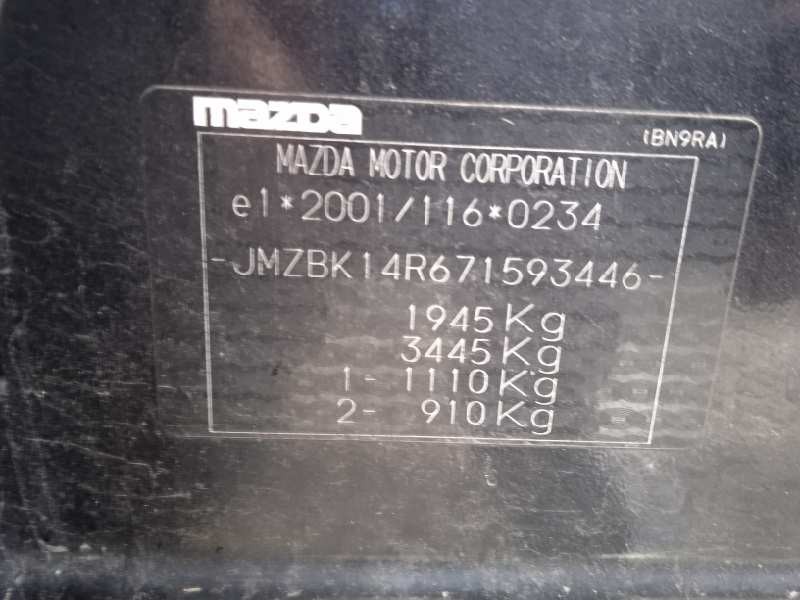 mazda
(BN9RA)
MAZDA MOTOR CORPORATION
e1*2001/116*0234
-JMZBK14R671593446-
1945Kg
3445Kg
1- 1110Kg
2- 910Kg